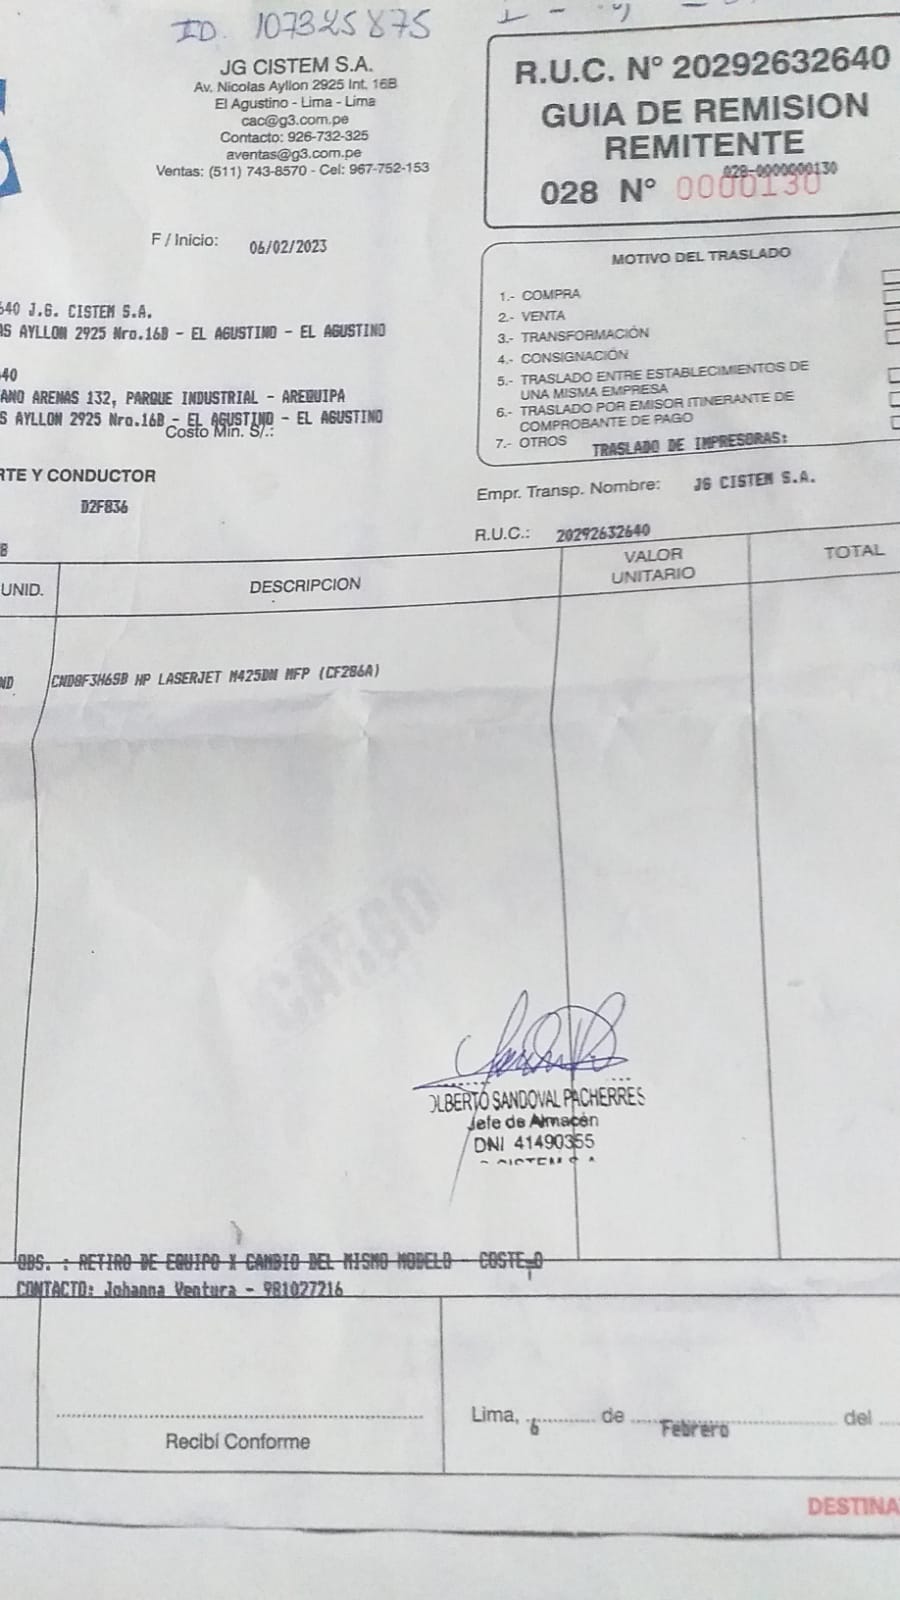 ID. 107325875
JG CISTEM S.A.
Av. Nicolas Ayllon 2925 Int. 16B
El Agustino - Lima - Lima
cac@g3.com.pe
Contacto: 926-732-325
aventas@g3.com.pe
Ventas: (511) 743-8570 - Cel: 967-752-153
R.U.C. N° 20292632640
GUIA DE REMISION
REMITENTE
028-0000000130
028 N° 0000130
F / Inicio: 06/02/2023
MOTIVO DEL TRASLADO
1.- COMPRA
2.- VENTA
3.- TRANSFORMACIÓN
4.- CONSIGNACIÓN
5.- TRASLADO ENTRE ESTABLECIMIENTOS DE
UNA MISMA EMPRESA
6.- TRASLADO POR EMISOR ITINERANTE DE
COMPROBANTE DE PAGO
7.- OTROS TRASLADO DE IMPRESORAS:
640 J.G. CISTEM S.A.
AS AYLLON 2925 Nro.16B - EL AGUSTINO - EL AGUSTINO
40
ANO ARENAS 132, PARQUE INDUSTRIAL - AREQUIPA
S AYLLON 2925 Nro.16B - EL AGUSTINO - EL AGUSTINO
Costo Min. S/.:
RTE Y CONDUCTOR
D2F836
Empr. Transp. Nombre: JG CISTEM S.A.
R.U.C.: 20292632640
UNID. DESCRIPCION VALOR UNITARIO TOTAL
ND CND8F3H6SB HP LASERJET M425DN MFP (CF286A)
OLBERTO SANDOVAL PACHERRES
Jefe de Almacén
DNI 41490355
OBS. : RETIRO DE EQUIPO X CAMBIO DEL MISMO MODELO - COSTE 0
CONTACTO: Johanna Ventura - 981027216
Recibí Conforme
Lima, 6 de Febrero del
DESTINA